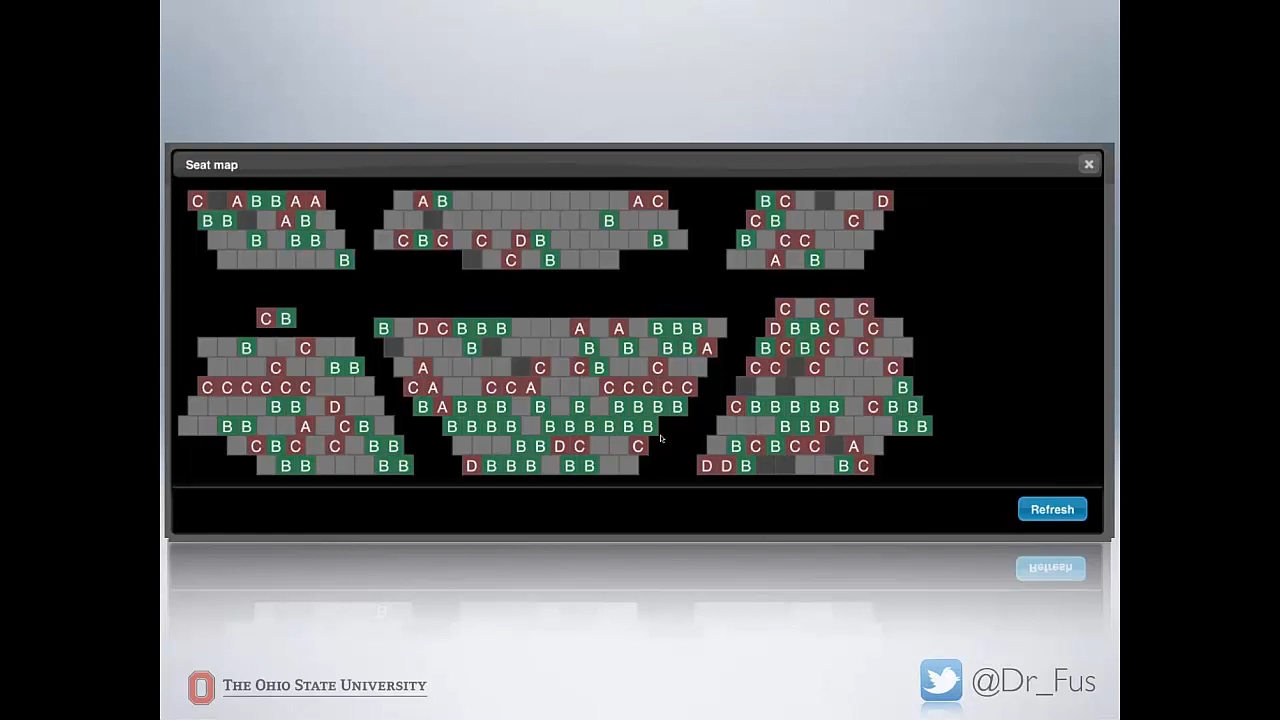 Seat map
C A B B A A
A B A C
B C D
B B A B
B
C B C
B B B
C B C C D B B
B C C
B
C B
A B
C B
C C C
B D C B B B A A B B B
D B B C C
B C
B B B B A
B C B C C
C B B
A C C B C
C C C C
C C C C C C
C A C C A C C C C C
B
B B D
B A B B B B B B B B B
C B B B B B C B B
B B A C B
B B B B B B B B B B
B B D B B
C B C C B B
B B D C C
B C B C C A
B B B B
D B B B B B
D D B B C
Refresh
THE OHIO STATE UNIVERSITY
@Dr_Fus